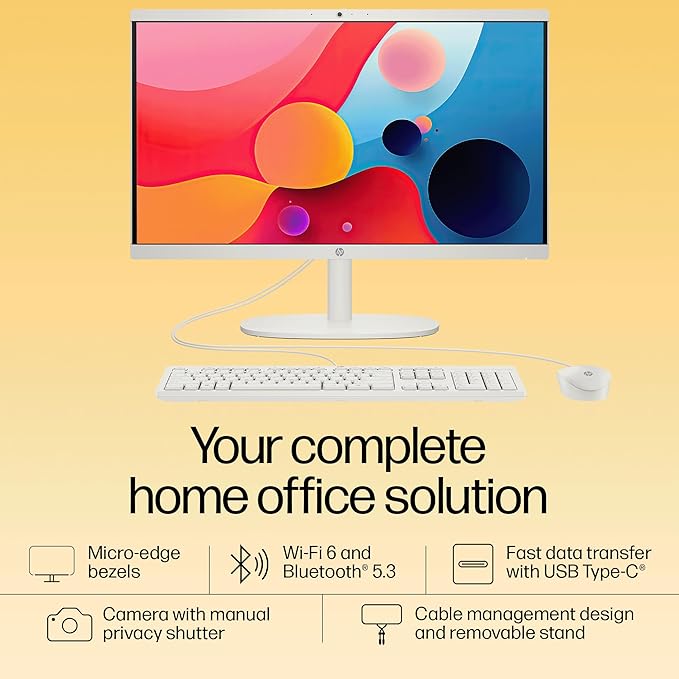 hp
Your complete
home office solution
Micro-edge
bezels
Wi-Fi 6 and
Bluetooth® 5.3
Fast data transfer
with USB Type-C®
Camera with manual
privacy shutter
Cable management design
and removable stand